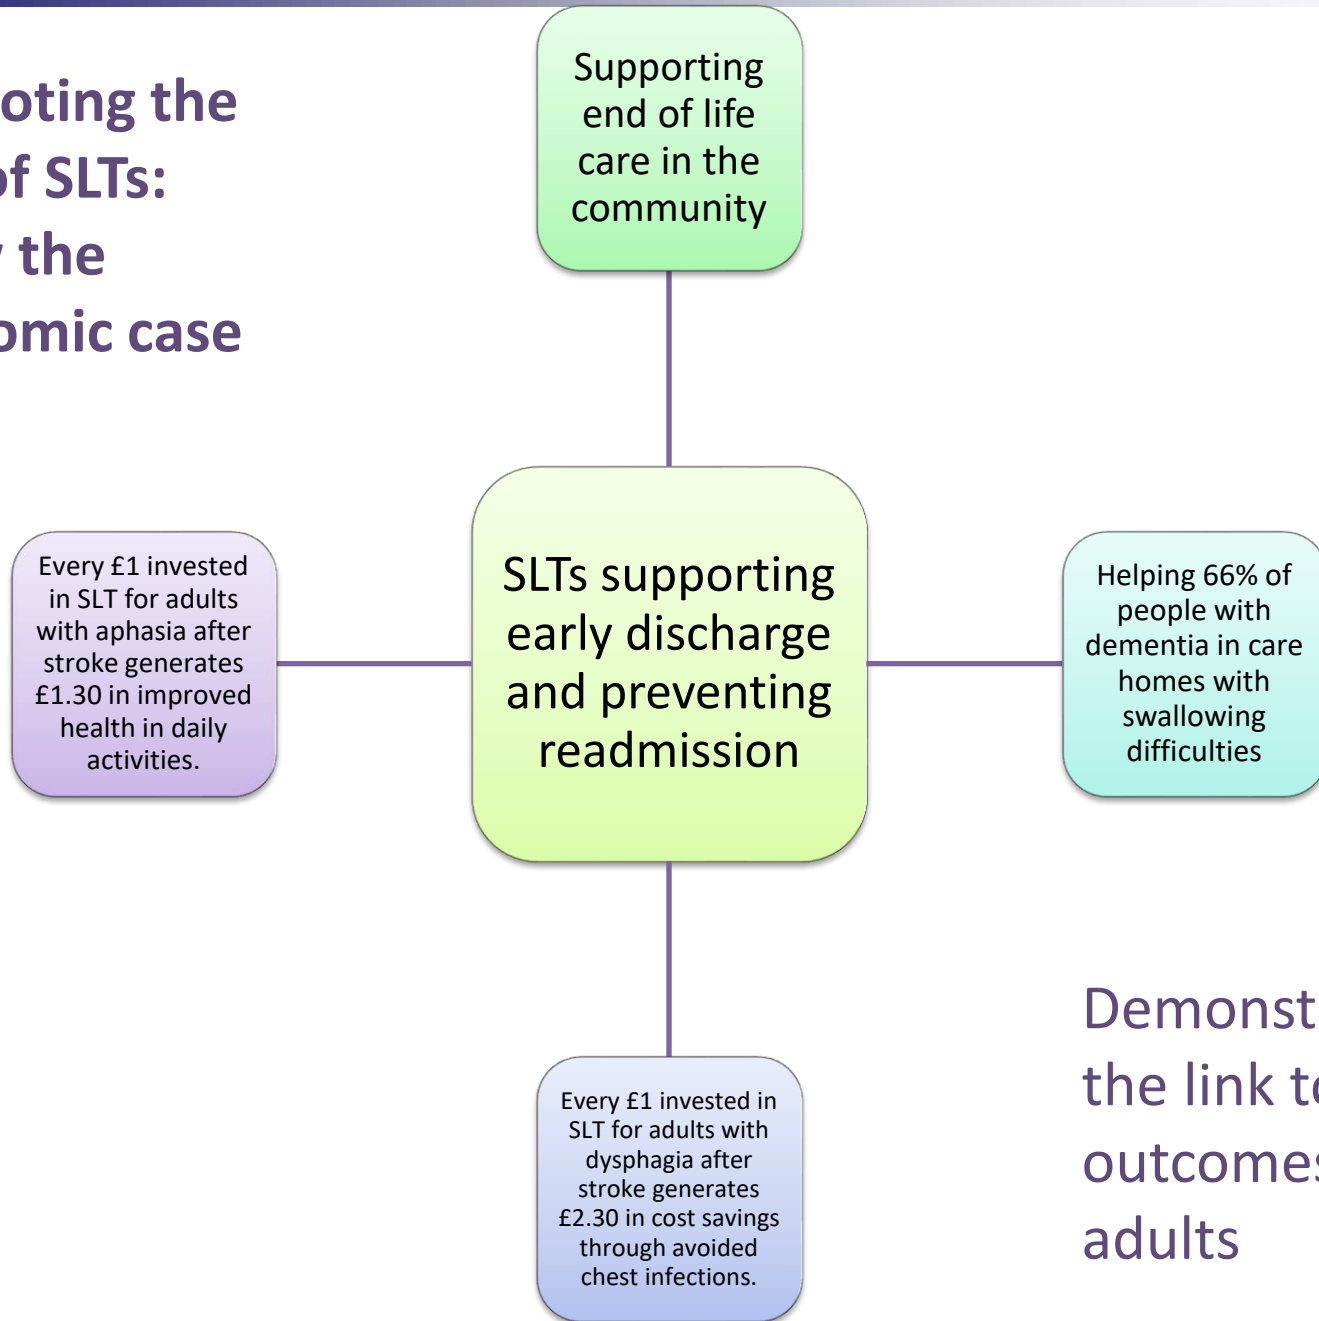 oting the
of SLTs:
the
omic case
Supporting
end of life
care in the
community
Every £1 invested
in SLT for adults
with aphasia after
stroke generates
£1.30 in improved
health in daily
activities.
SLTs supporting
early discharge
and preventing
readmission
Helping 66% of
people with
dementia in care
homes with
swallowing
difficulties
Every £1 invested in
SLT for adults with
dysphagia after
stroke generates
£2.30 in cost savings
through avoided
chest infections.
Demonst
the link to
outcomes
adults